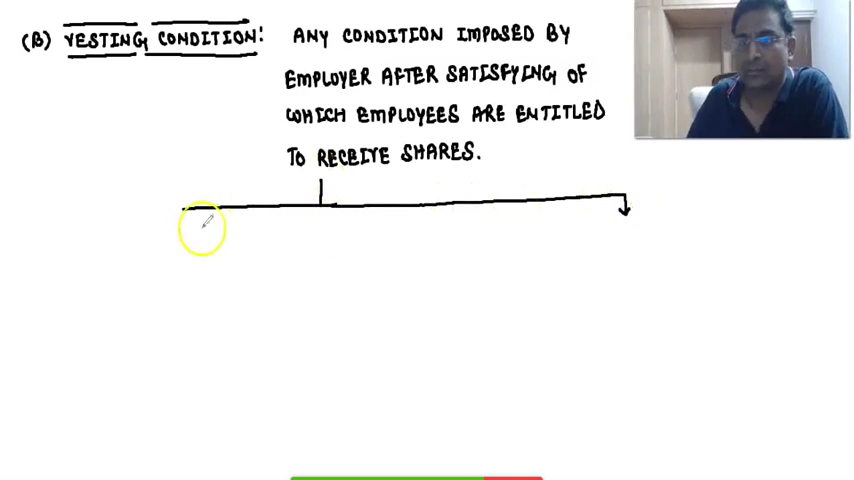 (B) VESTING CONDITION: ANY CONDITION IMPOSED BY
EMPLOYER AFTER SATISFYING OF
WHICH EMPLOYEES ARE ENTITLED
TO RECEIVE SHARES.